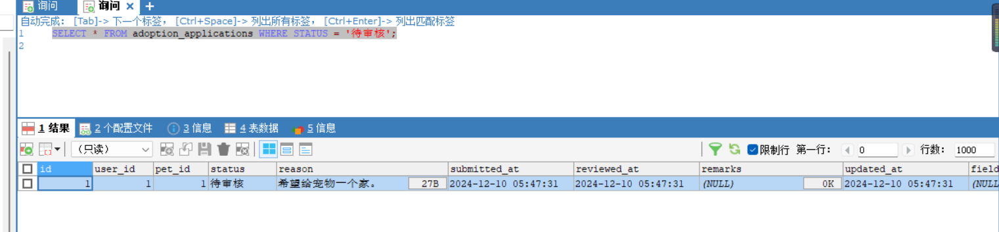 询问 询问 × +
自动完成: [Tab]-> 下一个标签, [Ctrl+Space]-> 列出所有标签, [Ctrl+Enter]-> 列出匹配标签
1 SELECT * FROM adoption_applications WHERE STATUS = '待审核';
2
1 结果 2 个配置文件 3 信息 4 表数据 5 信息
（只读） 限制行 第一行: 0 行数: 1000
id user_id pet_id status reason submitted_at reviewed_at remarks updated_at field
1 1 1 待审核 希望给宠物一个家。 27B 2024-12-10 05:47:31 2024-12-10 05:47:31 (NULL) 0K 2024-12-10 05:47:31 (NULL